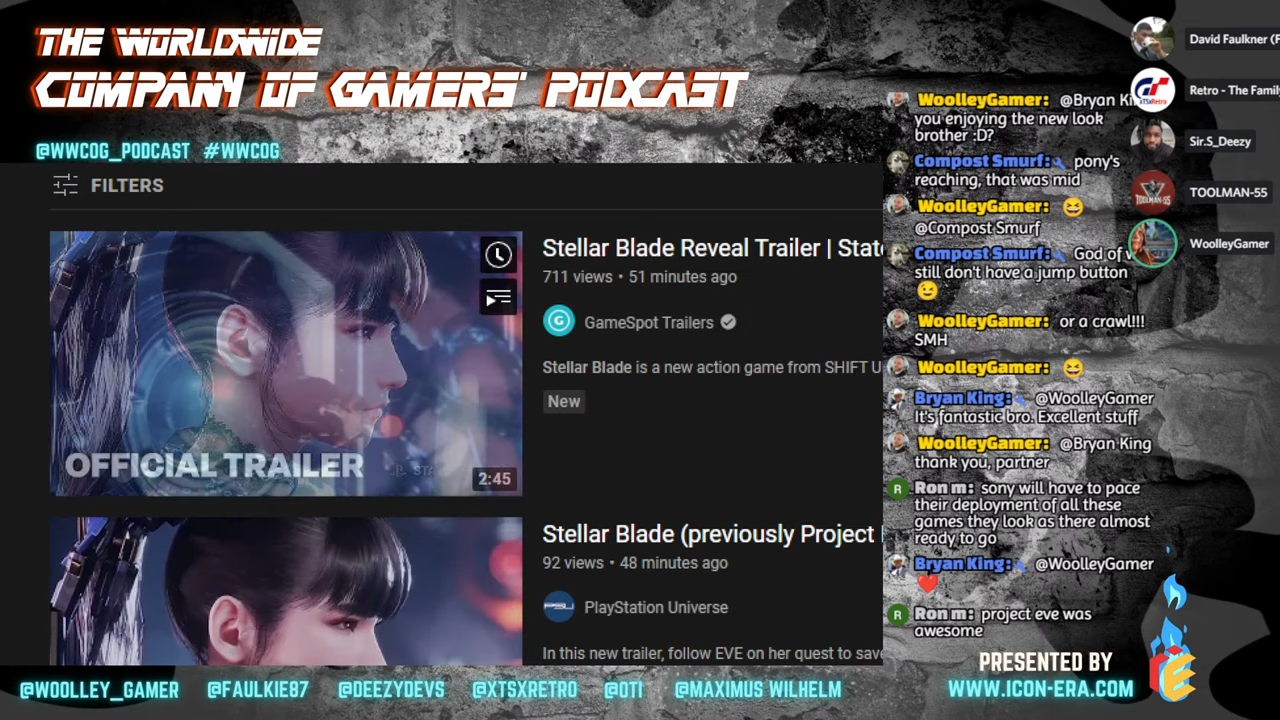 THE WORLDWIDE
COMPANY OF GAMERS' PODCAST
@WWCOG_PODCAST #WWCOG
FILTERS
OFFICIAL TRAILER
2:45
Stellar Blade Reveal Trailer | State
711 views • 51 minutes ago
G GameSpot Trailers
Stellar Blade is a new action game from SHIFT U
New
Stellar Blade (previously Project
92 views • 48 minutes ago
PSU PlayStation Universe
In this new trailer, follow EVE on her quest to save
WoolleyGamer: @Bryan
you enjoying the new look
brother :D?
Compost Smurf: pony's
reaching, that was mid
WoolleyGamer: 😆
@Compost Smurf
Compost Smurf: God of
still don't have a jump button
😉
WoolleyGamer: or a crawl!!!
SMH
WoolleyGamer: 😆
Bryan King: @WoolleyGamer
It's fantastic bro. Excellent stuff
WoolleyGamer: @Bryan King
thank you, partner
R Ron m: sony will have to pace
their deployment of all these
games they look as there almost
ready to go
Bryan King: @WoolleyGamer
❤️
R Ron m: project eve was
awesome
David Faulkner (F
Retro - The Family
Sir.S_Deezy
TOOLMAN-55
TOOLMAN-55
WoolleyGamer
PRESENTED BY
WWW.ICON-ERA.COM
@WOOLLEY_GAMER @FAULKIE87 @DEEZYDEVS @XTSXRETRO @OTI @MAXIMUS WILHELM